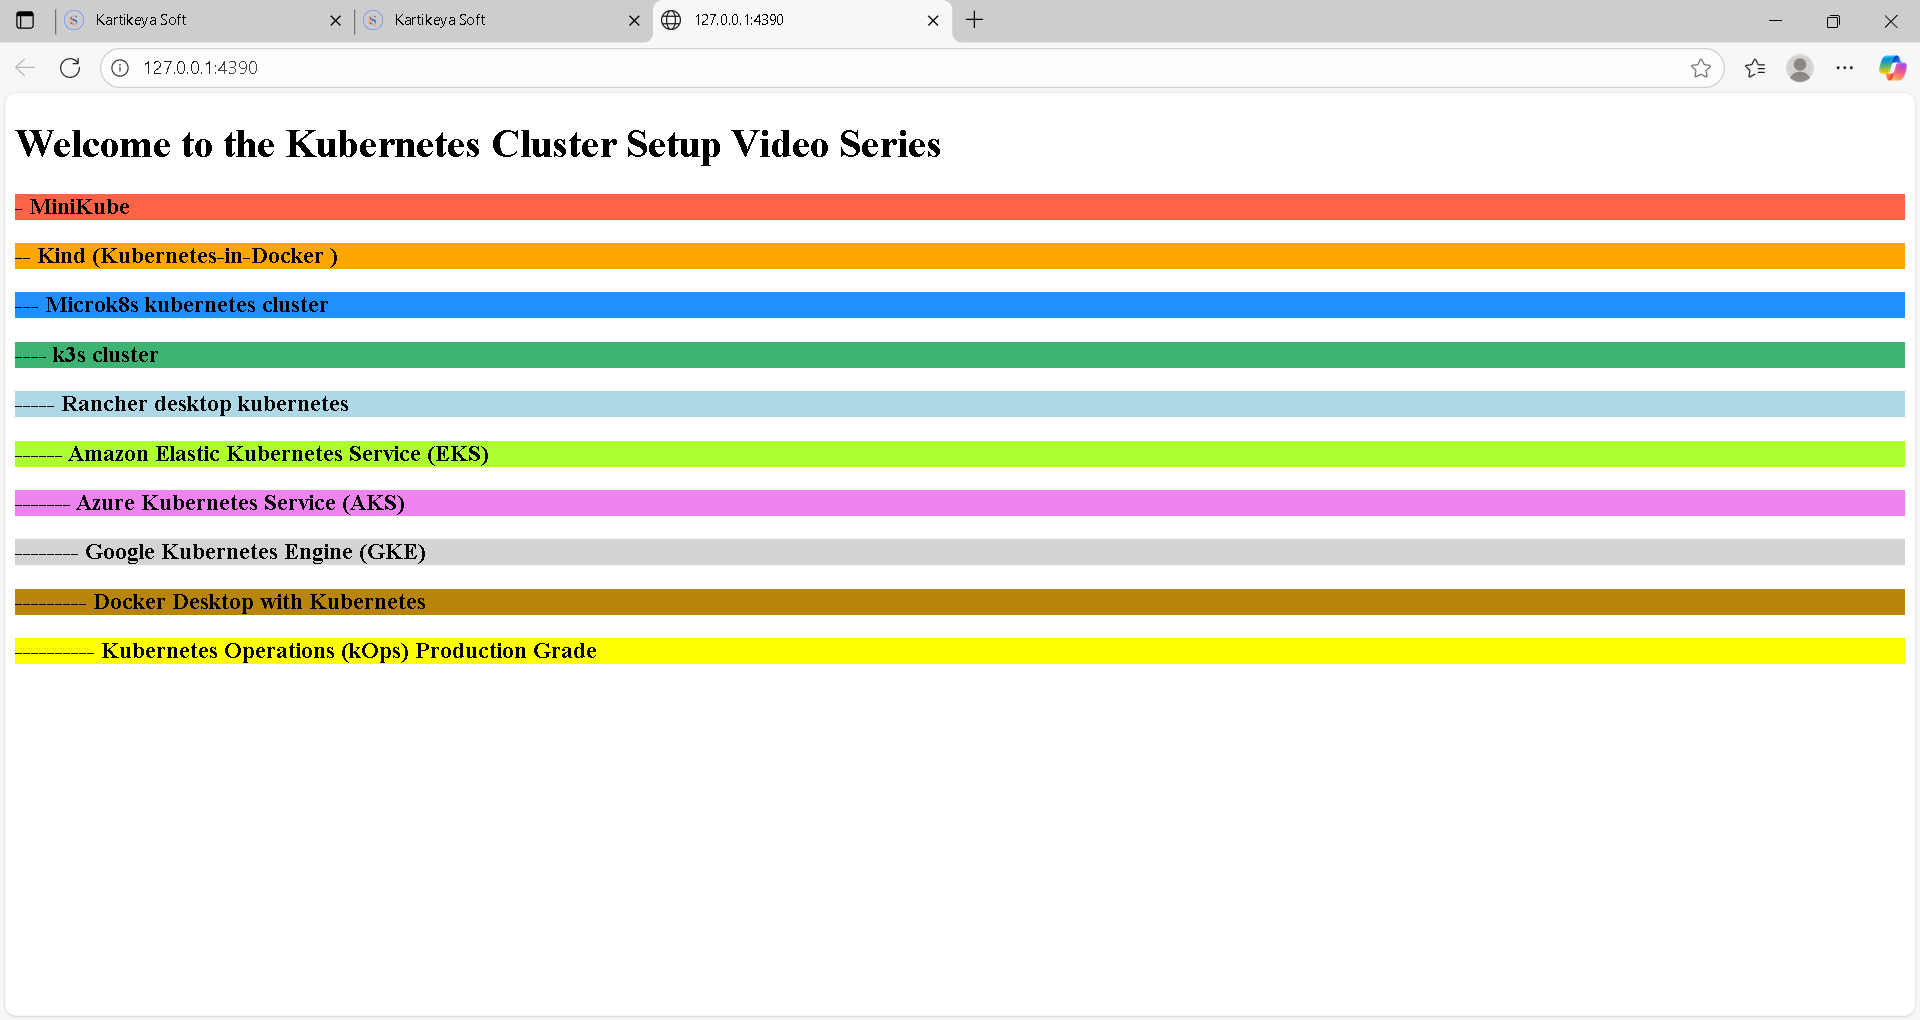 Kartikeya Soft
Kartikeya Soft
127.0.0.1:4390
127.0.0.1:4390
Welcome to the Kubernetes Cluster Setup Video Series
- MiniKube
-- Kind (Kubernetes-in-Docker )
--- Microk8s kubernetes cluster
---- k3s cluster
----- Rancher desktop kubernetes
------ Amazon Elastic Kubernetes Service (EKS)
------- Azure Kubernetes Service (AKS)
-------- Google Kubernetes Engine (GKE)
--------- Docker Desktop with Kubernetes
---------- Kubernetes Operations (kOps) Production Grade